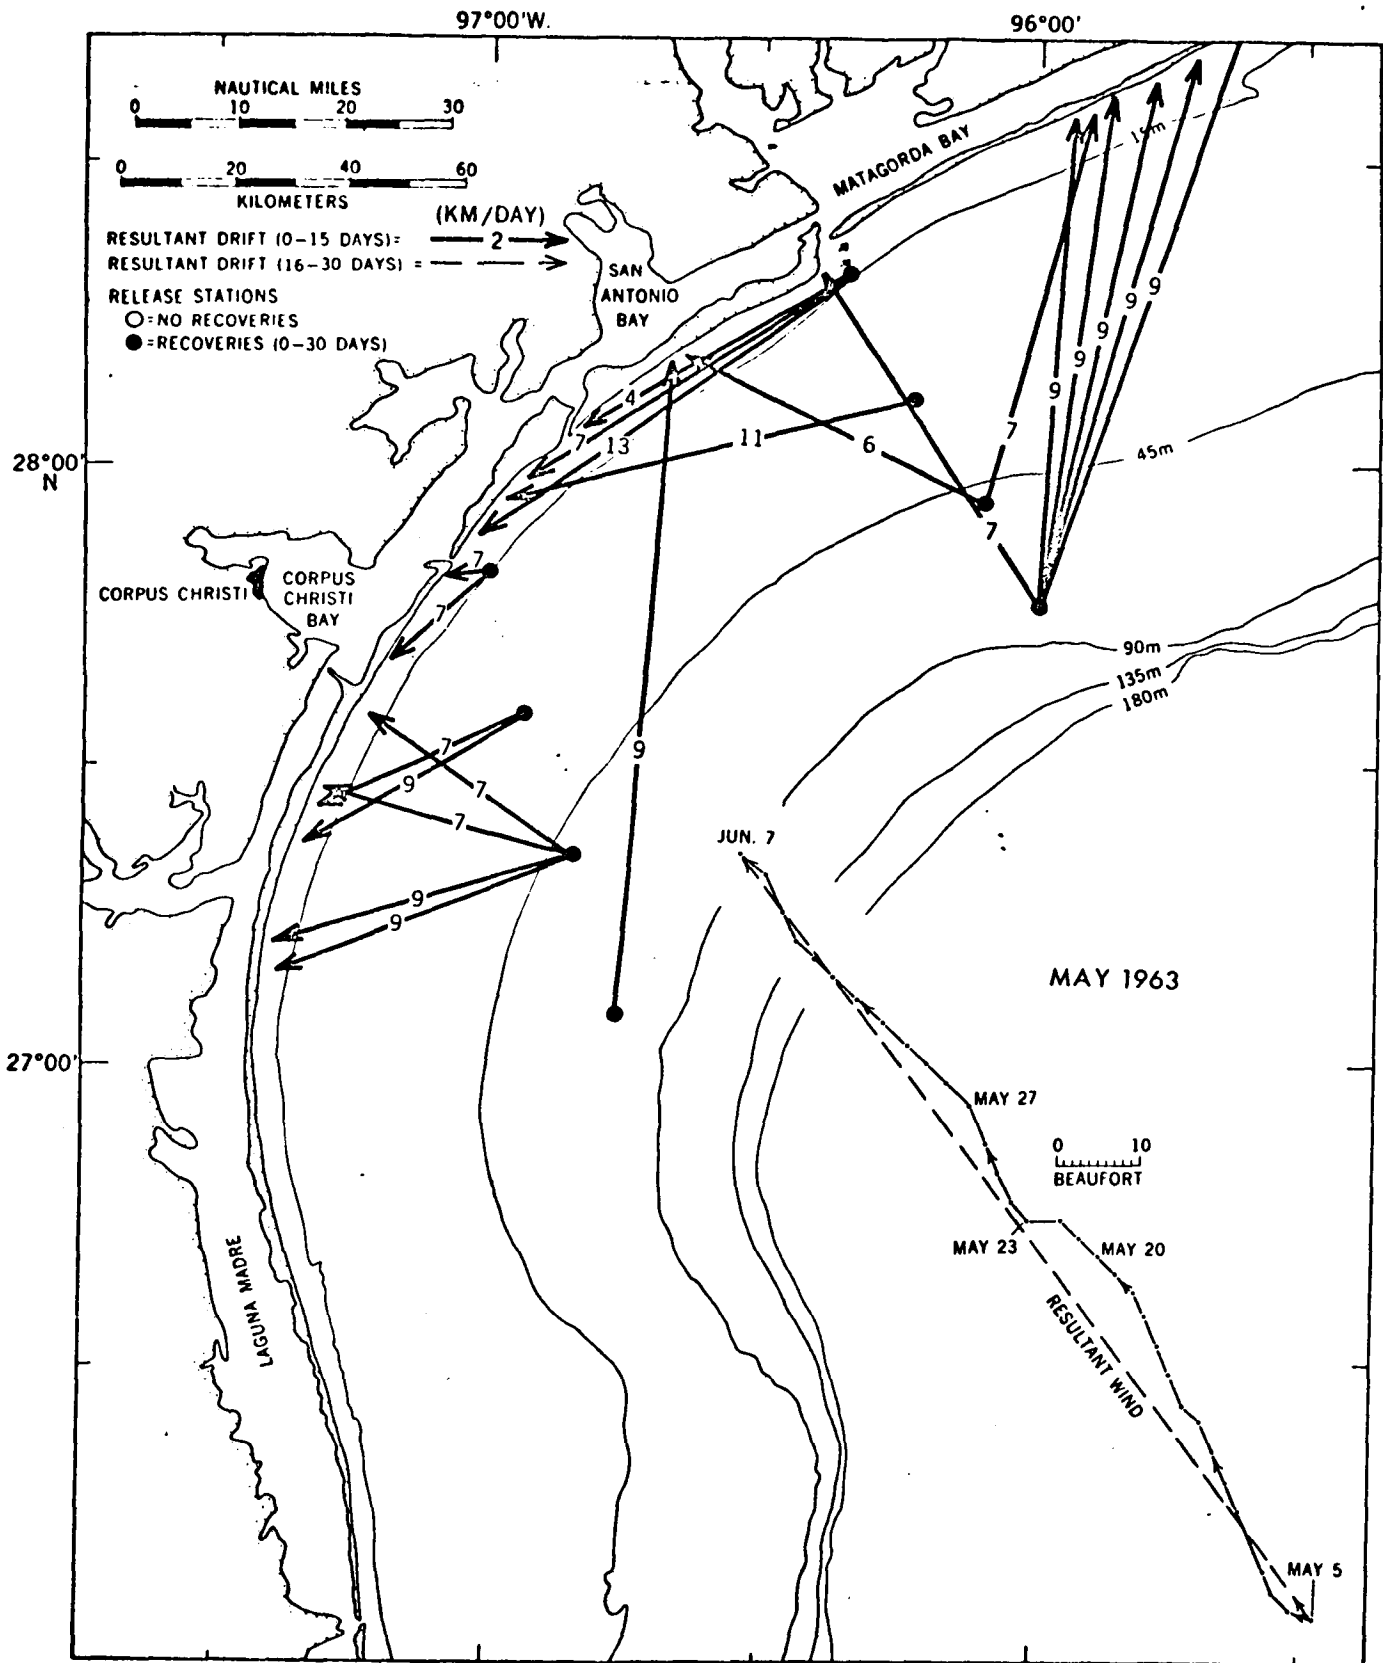 97°00'W.
96°00'
NAUTICAL MILES
0 10 20 30
0 20 40 60
KILOMETERS
(KM/DAY)
RESULTANT DRIFT (0-15 DAYS)= 2
RESULTANT DRIFT (16-30 DAYS) =
RELEASE STATIONS
O=NO RECOVERIES
●=RECOVERIES (0-30 DAYS)
SAN
ANTONIO
BAY
MATAGORDA BAY
15m
9
9
9
9
9
4
7
13
11
6
7
45m
28°00'
N
7
7
7
CORPUS CHRISTI
CORPUS
CHRISTI
BAY
90m
135m
180m
7
9
7
7
9
9
9
JUN. 7
MAY 1963
27°00'
MAY 27
0 10
BEAUFORT
MAY 23
MAY 20
LAGUNA MADRE
RESULTANT WIND
MAY 5